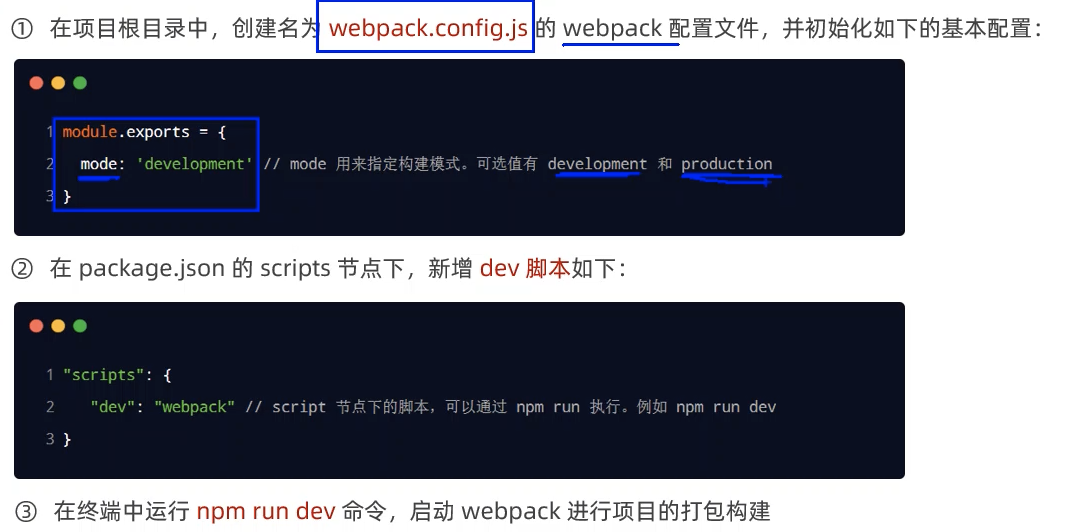 ① 在项目根目录中，创建名为 webpack.config.js 的 webpack 配置文件，并初始化如下的基本配置：
1 module.exports = {
2 mode: 'development' // mode 用来指定构建模式。可选值有 development 和 production
3 }
② 在 package.json 的 scripts 节点下，新增 dev 脚本如下：
1 "scripts": {
2 "dev": "webpack" // script 节点下的脚本，可以通过 npm run 执行。例如 npm run dev
3 }
③ 在终端中运行 npm run dev 命令，启动 webpack 进行项目的打包构建